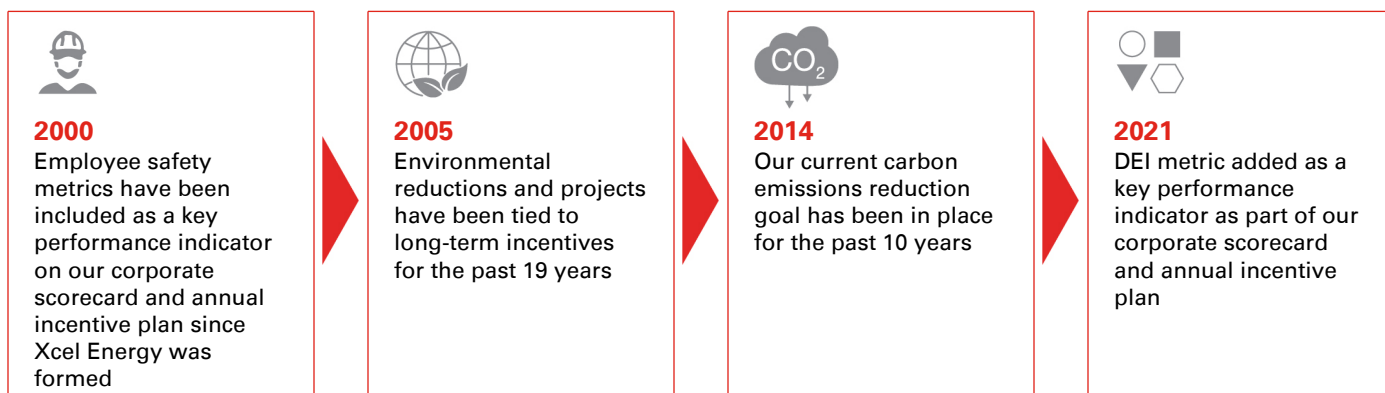 2000
Employee safety
metrics have been
included as a key
performance indicator
on our corporate
scorecard and annual
incentive plan since
Xcel Energy was
formed
2005
Environmental
reductions and projects
have been tied to
long-term incentives
for the past 19 years
CO2
2014
Our current carbon
emissions reduction
goal has been in place
for the past 10 years
2021
DEI metric added as a
key performance
indicator as part of our
corporate scorecard
and annual incentive
plan